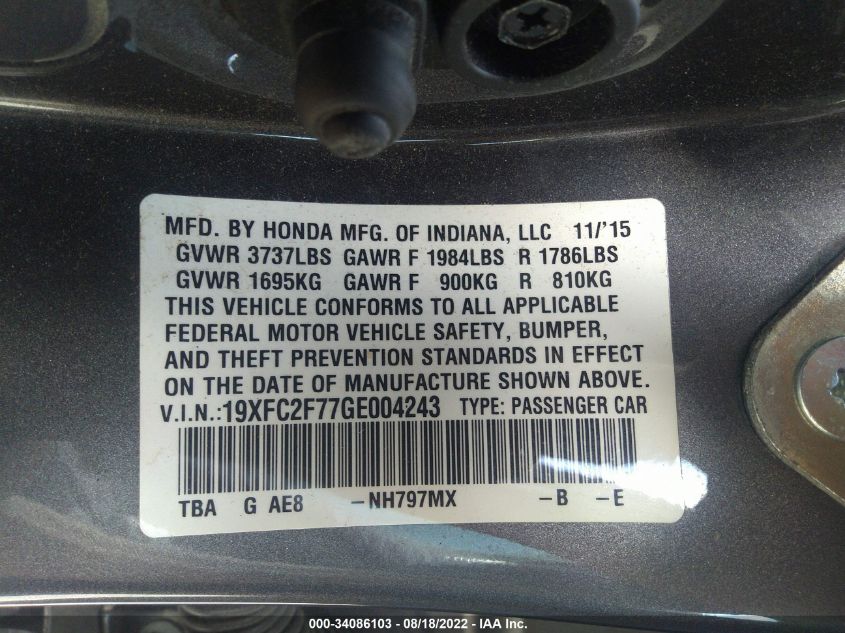 MFD. BY HONDA MFG. OF INDIANA, LLC 11/'15
GVWR 3737LBS GAWR F 1984LBS R 1786LBS
GVWR 1695KG GAWR F 900KG R 810KG
THIS VEHICLE CONFORMS TO ALL APPLICABLE
FEDERAL MOTOR VEHICLE SAFETY, BUMPER,
AND THEFT PREVENTION STANDARDS IN EFFECT
ON THE DATE OF MANUFACTURE SHOWN ABOVE.
V.I.N.:19XFC2F77GE004243 TYPE: PASSENGER CAR
TBA G AE8 –NH797MX –B –E
000-34086103 - 08/18/2022 - IAA Inc.